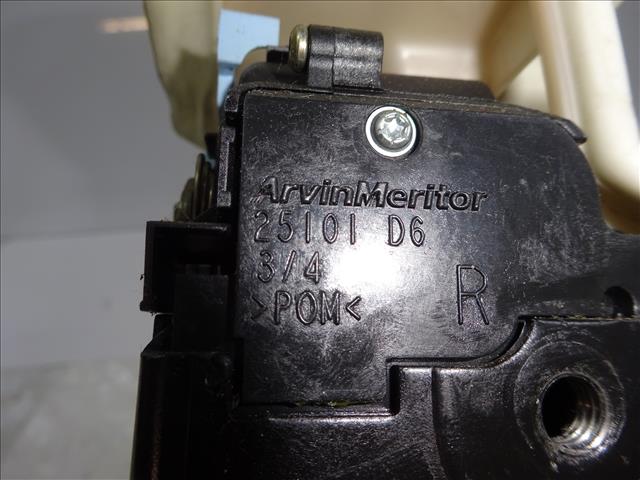 ArvinMeritor
25101 D6
3/4
>POM<
R